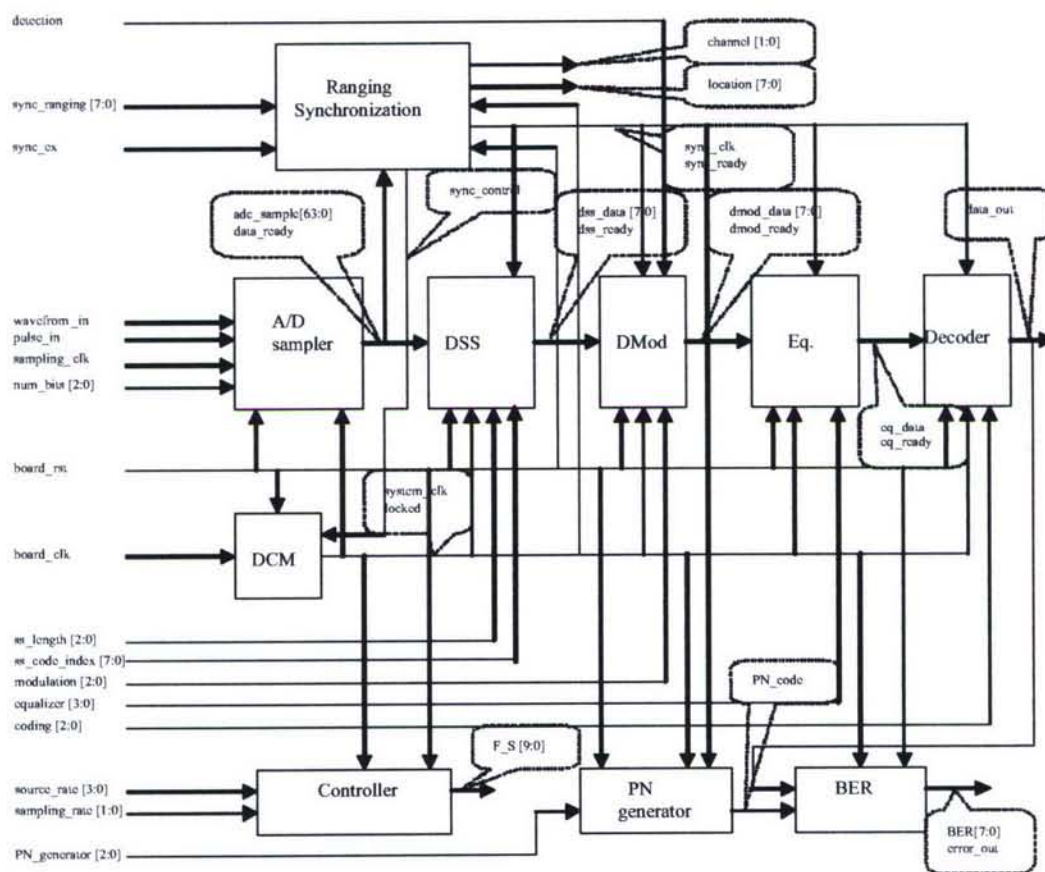 detection
channel [1:0]
Ranging
Synchronization
location [7:0]
sync_ranging [7:0]
sync_ex
sync_clk
sync_ready
sync_control
adc_sample[63:0]
data_ready
dss_data [7:0]
dss_ready
dmod_data [7:0]
dmod_ready
data_out
wavefrom_in
pulse_in
sampling_clk
num_bits [2:0]
A/D
sampler
DSS
DMod
Eq.
Decoder
eq_data
eq_ready
board_rst
system_clk
locked
board_clk
DCM
ss_length [2:0]
ss_code_index [7:0]
modulation [2:0]
equalizer [3:0]
coding [2:0]
PN_code
F_S [9:0]
source_rate [3:0]
sampling_rate [1:0]
Controller
PN
generator
BER
PN_generator [2:0]
BER[7:0]
error_out